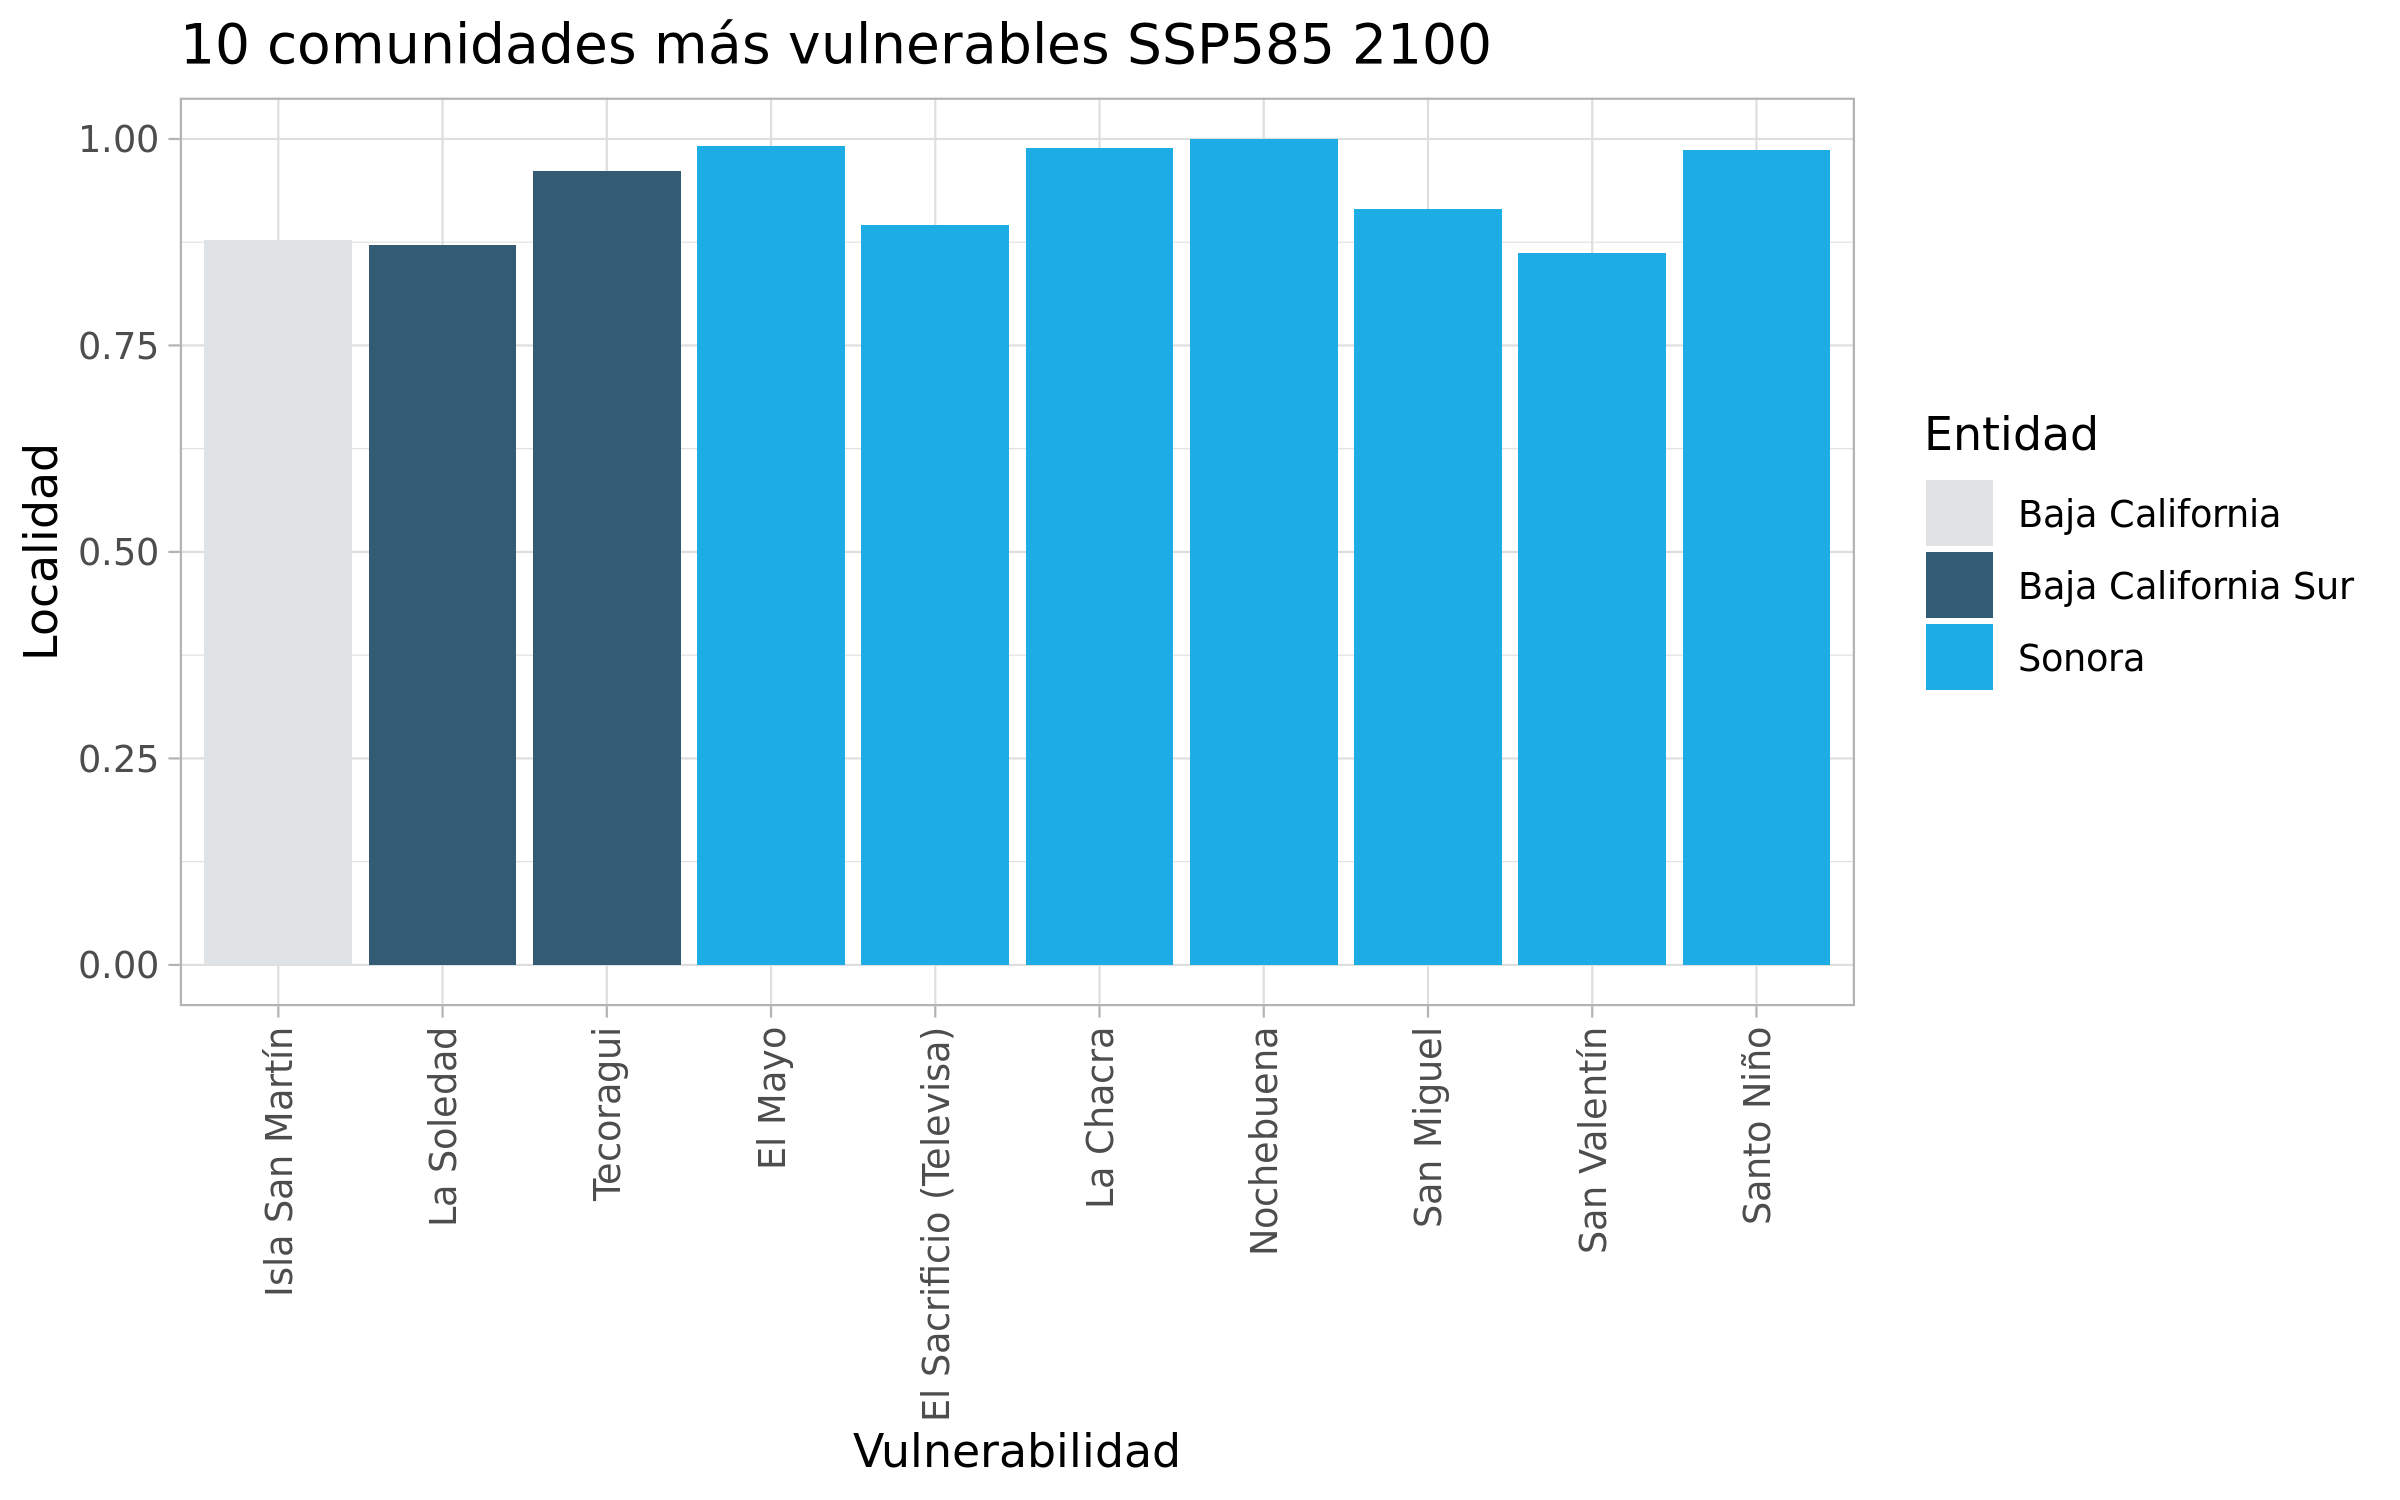 10 comunidades más vulnerables SSP585 2100
Localidad
1.00
0.75
0.50
0.25
0.00
Isla San Martín
La Soledad
Tecoragui
El Mayo
El Sacrificio (Televisa)
La Chacra
Nochebuena
San Miguel
San Valentín
Santo Niño
Vulnerabilidad
Entidad
Baja California
Baja California Sur
Sonora